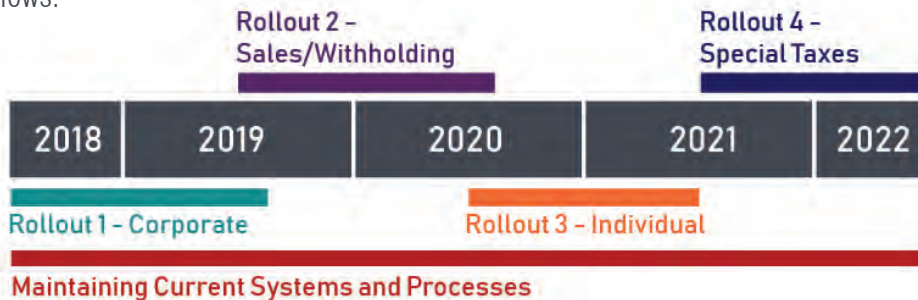 Rollout 2 –
Sales/Withholding
Rollout 4 –
Special Taxes
2018 2019 2020 2021 2022
Rollout 1 – Corporate
Rollout 3 – Individual
Maintaining Current Systems and Processes